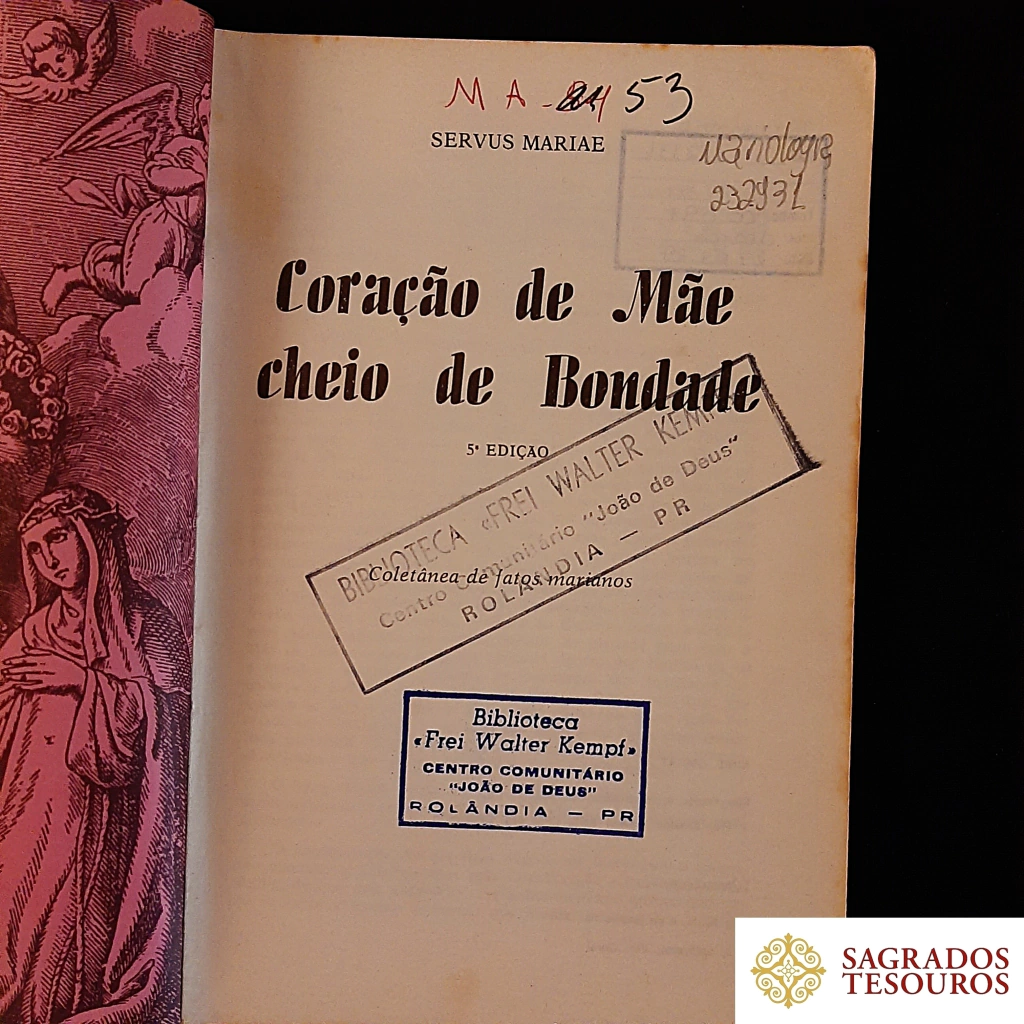 MA - 53
SERVUS MARIAE
Mariologia
232931
Coração de Mãe
cheio de Bondade
5ª EDIÇÃO
BIBLIOTECA «FREI WALTER KEMPF»
Centro Comunitário "João de Deus"
ROLÂNDIA — PR
Coletânea de fatos marianos
Biblioteca
«Frei Walter Kempf»
CENTRO COMUNITÁRIO
"JOÃO DE DEUS"
ROLÂNDIA — PR
SAGRADOS
TESOUROS